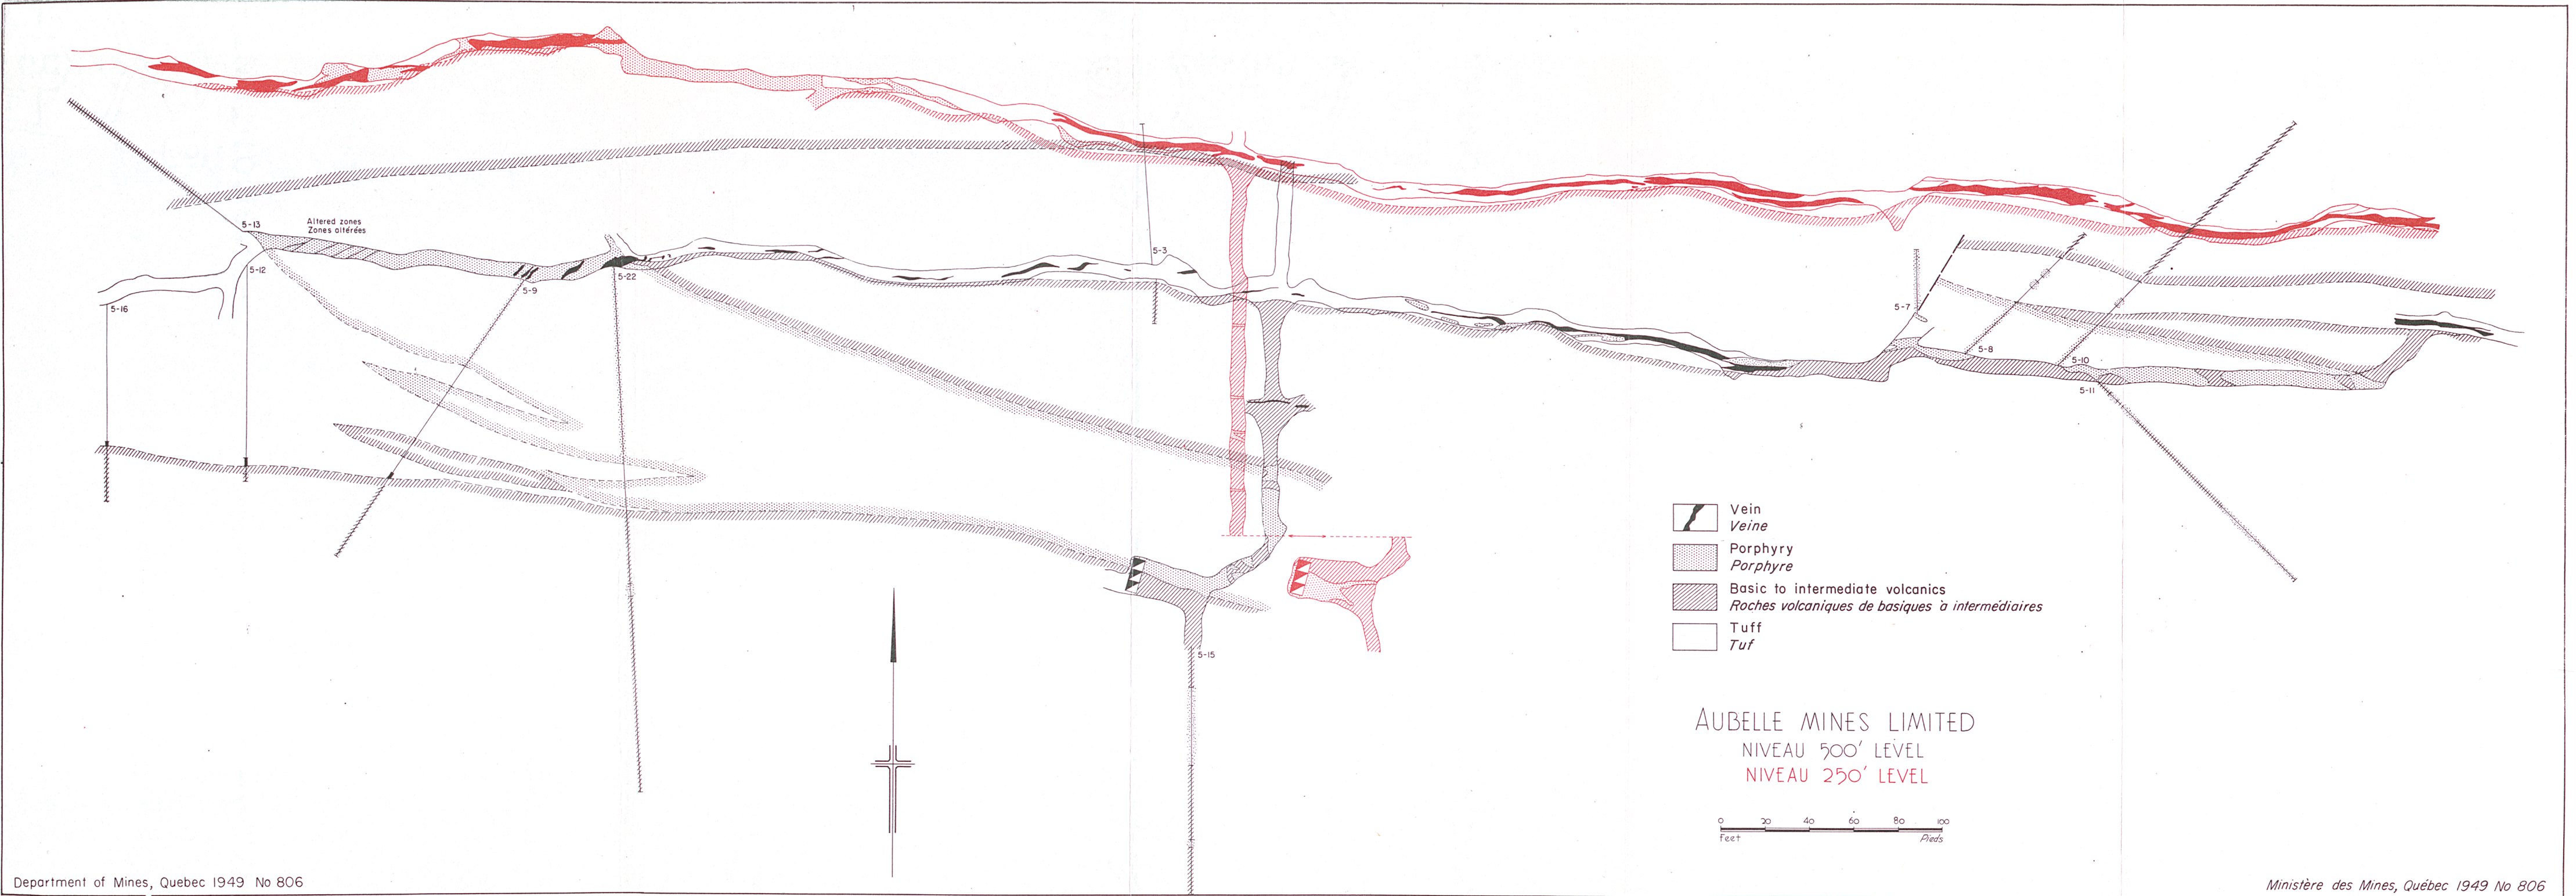 5-13
Altered zones
Zones altérées
5-12
5-16
5-9
5-22
5-3
5-7
5-8
5-10
5-11
5-15
Vein
Veine
Porphyry
Porphyre
Basic to intermediate volcanics
Roches volcaniques de basiques à intermédiaires
Tuff
Tuf
AUBELLE MINES LIMITED
NIVEAU 500' LEVEL
NIVEAU 250' LEVEL
0 20 40 60 80 100
Feet Pieds
Department of Mines, Quebec 1949 No 806
Ministère des Mines, Québec 1949 No 806